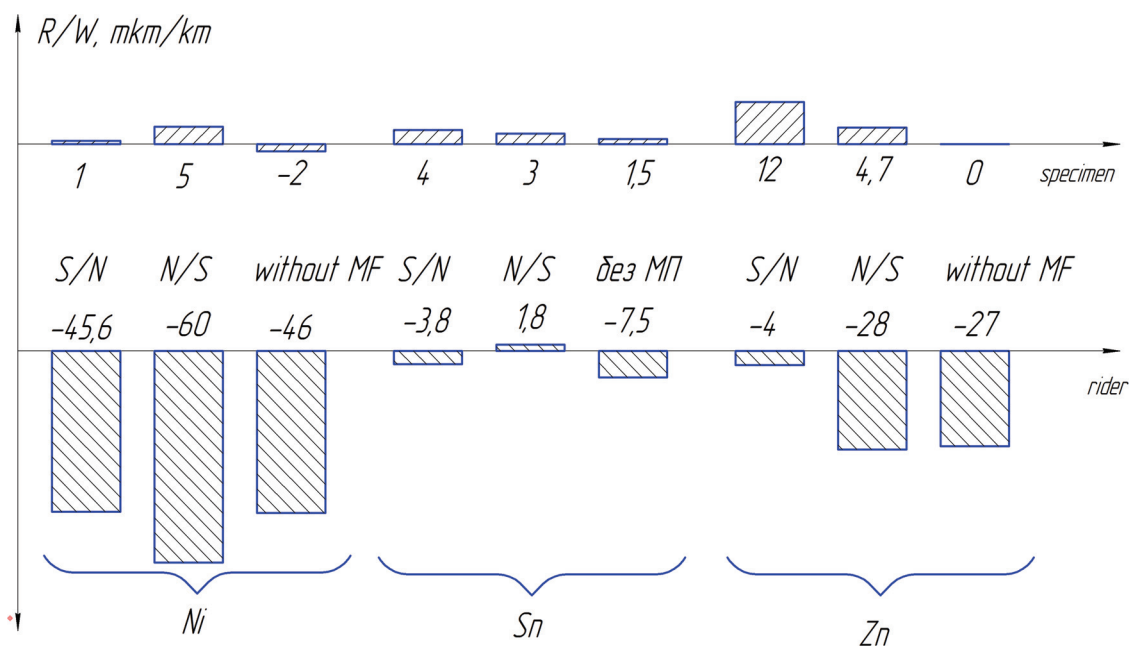 R/W, mkm/km
1 5 -2 4 3 1,5 12 4,7 0 specimen
S/N N/S without MF S/N N/S без МП S/N N/S without MF
-45,6 -60 -46 -3,8 1,8 -7,5 -4 -28 -27
rider
Ni Sn Zn